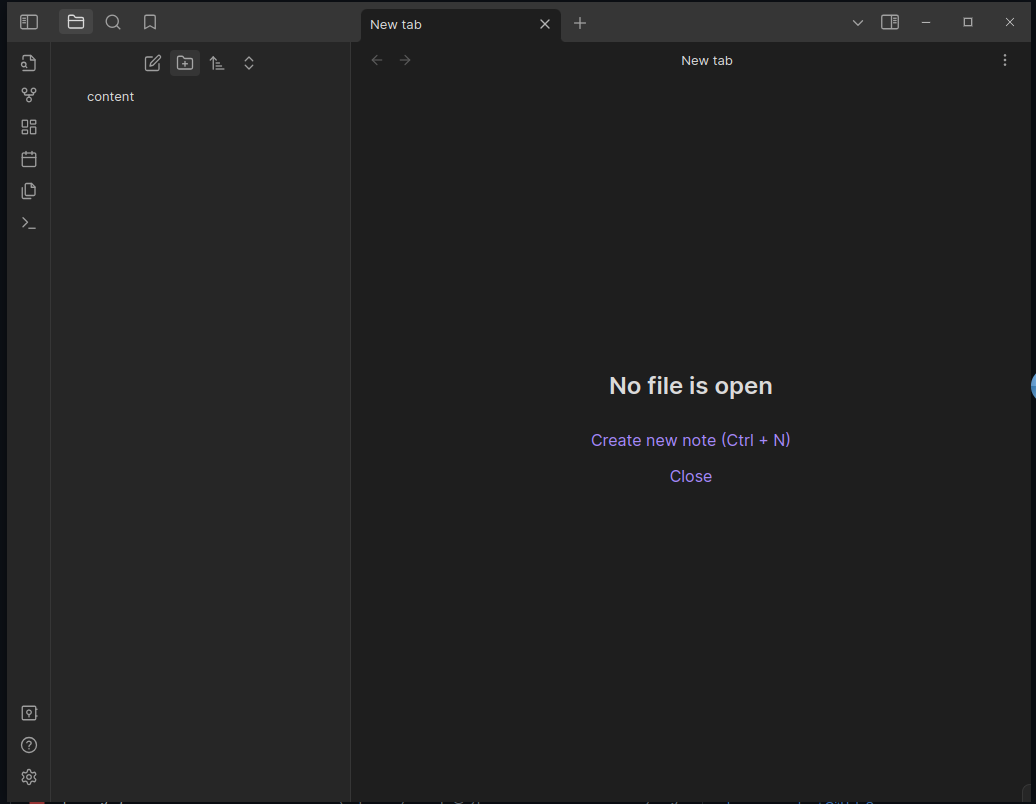 New tab
New tab
content
No file is open
Create new note (Ctrl + N)
Close